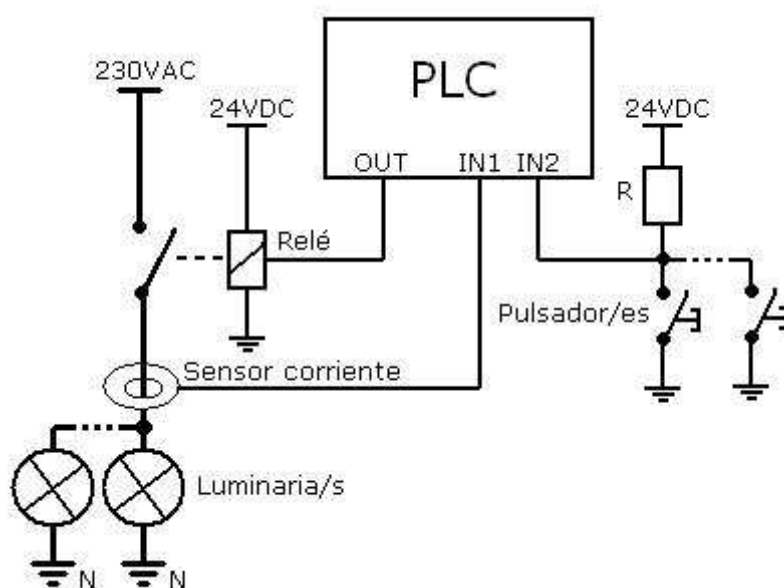 230VAC
24VDC
PLC
24VDC
OUT
IN1
IN2
R
Relé
Pulsador/es
Sensor corriente
Luminaria/s
N
N